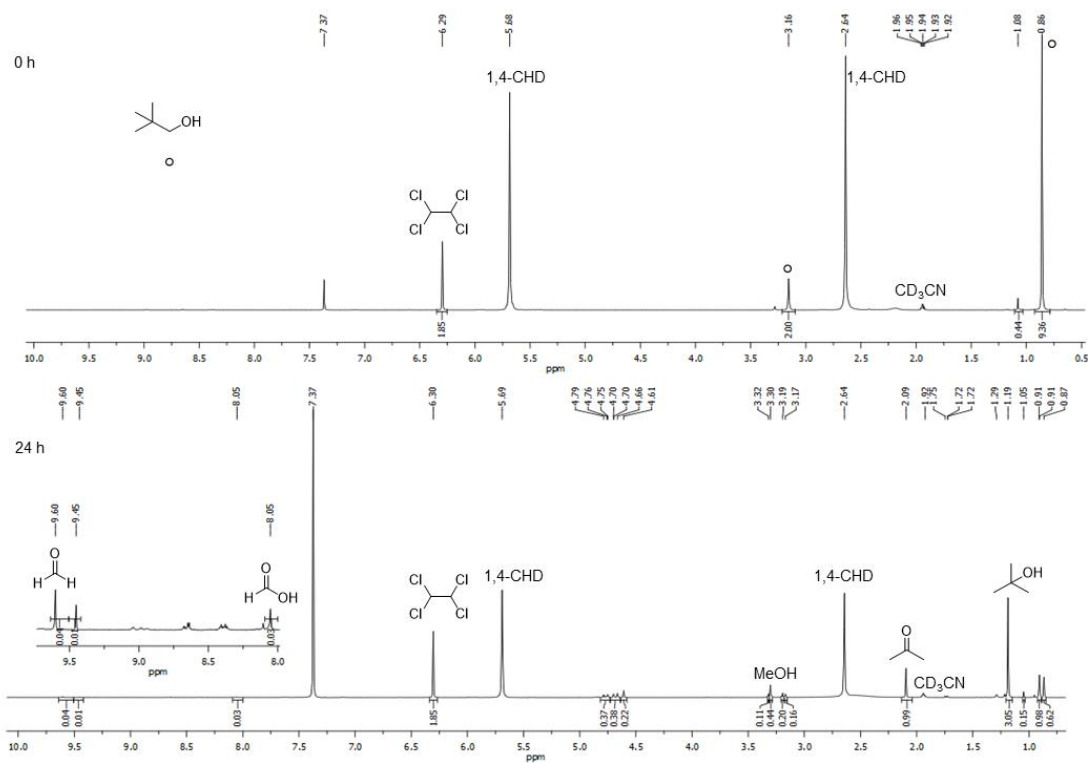 7.37 6.29 5.68 3.16 2.64 1.96 1.95 1.94 1.93 1.92 1.08 0.86
0 h
1,4-CHD 1,4-CHD
OH
Cl Cl
Cl Cl
CD3CN
1.85 2.00 0.44 9.36
10.0 9.5 9.0 8.5 8.0 7.5 7.0 6.5 6.0 5.5 5.0 4.5 4.0 3.5 3.0 2.5 2.0 1.5 1.0 0.5
ppm
9.60 9.45 8.05 7.37 6.30 5.69 4.79 4.76 4.75 4.70 4.70 4.66 4.61 3.32 3.30 3.19 3.17 2.64 2.09 1.92 1.75 1.72 1.72 1.29 1.19 1.05 0.91 0.91 0.87
24 h
9.60 9.45 8.05
O
H H
O
H OH
0.04 0.01 0.03
9.5 9.0 8.5 8.0
ppm
Cl Cl
Cl Cl
1,4-CHD 1,4-CHD
OH
O
MeOH
CD3CN
0.04 0.01 0.03 1.85 0.37 0.38 0.22 0.11 0.44 0.20 0.16 0.99 3.05 0.15 0.98 0.62
10.0 9.5 9.0 8.5 8.0 7.5 7.0 6.5 6.0 5.5 5.0 4.5 4.0 3.5 3.0 2.5 2.0 1.5 1.0
ppm